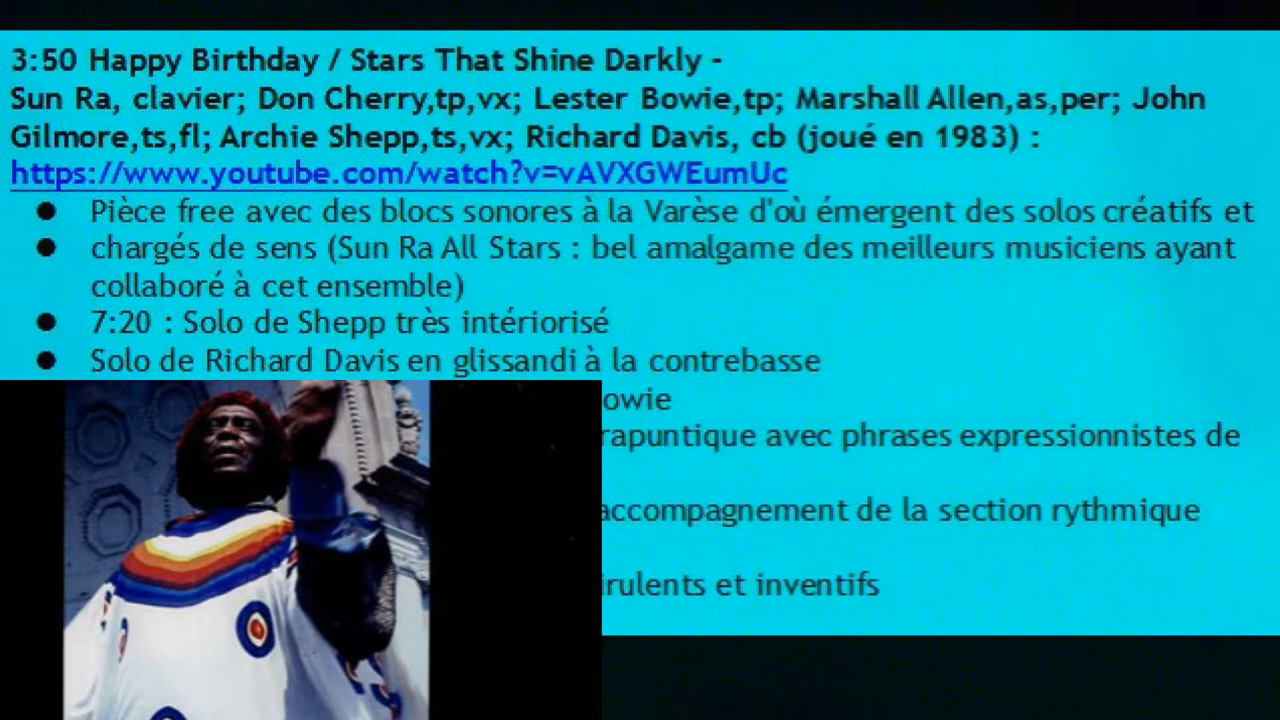 3:50 Happy Birthday / Stars That Shine Darkly -
Sun Ra, clavier; Don Cherry,tp,vx; Lester Bowie,tp; Marshall Allen,as,per; John
Gilmore,ts,fl; Archie Shepp,ts,vx; Richard Davis, cb (joué en 1983) :
https://www.youtube.com/watch?v=vAVXGWEumUc
● Pièce free avec des blocs sonores à la Varèse d'où émergent des solos créatifs et
● chargés de sens (Sun Ra All Stars : bel amalgame des meilleurs musiciens ayant
collaboré à cet ensemble)
● 7:20 : Solo de Shepp très intériorisé
● Solo de Richard Davis en glissandi à la contrebasse
owie
rapuntique avec phrases expressionnistes de
accompagnement de la section rythmique
irulents et inventifs